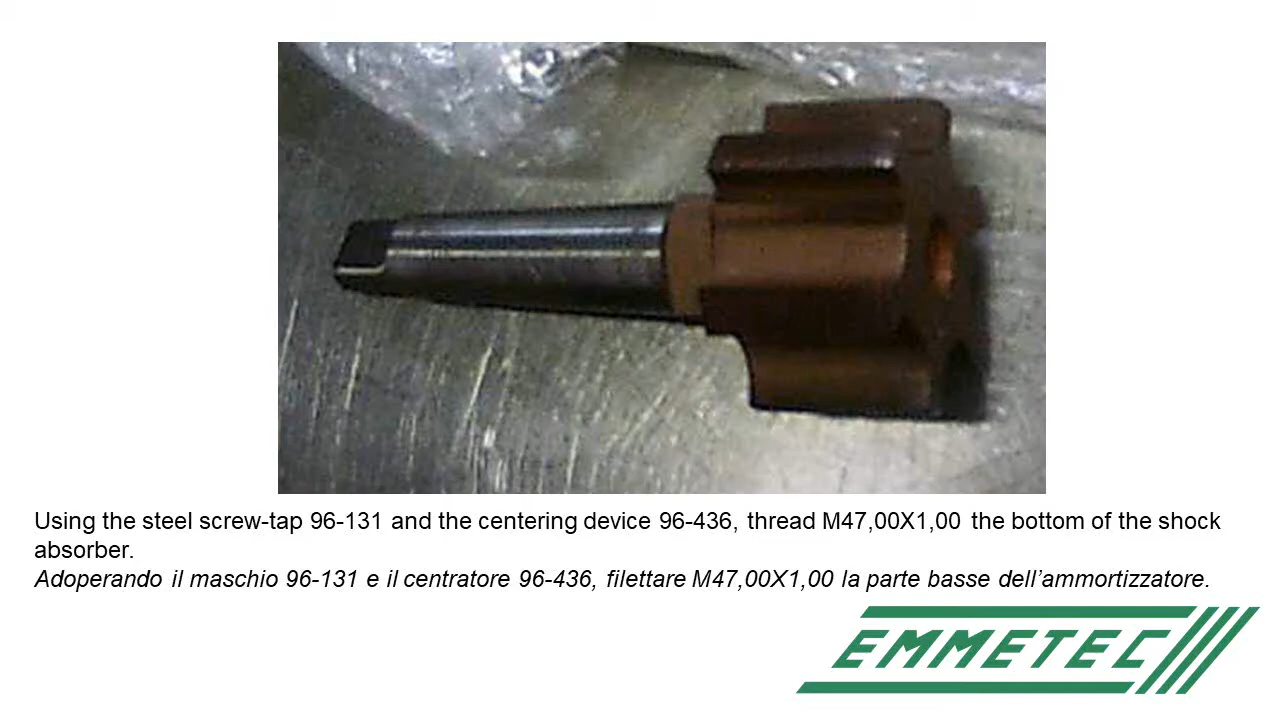 Using the steel screw-tap 96-131 and the centering device 96-436, thread M47,00X1,00 the bottom of the shock
absorber.
Adoperando il maschio 96-131 e il centratore 96-436, filettare M47,00X1,00 la parte basse dell’ammortizzatore.
EMMETEC